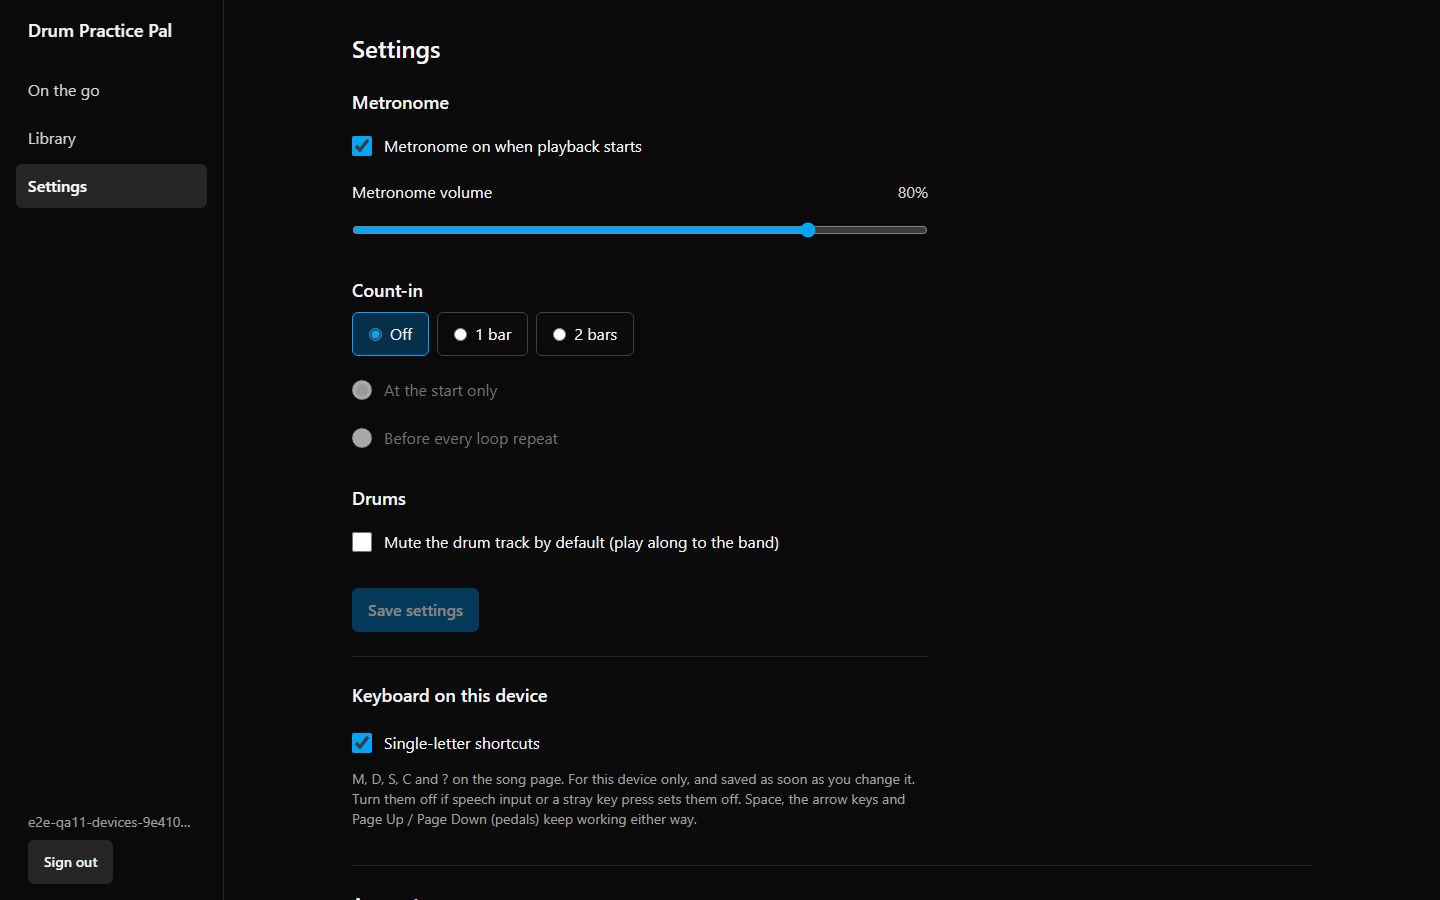 Drum Practice Pal
On the go
Library
Settings
e2e-qa11-devices-9e410...
Sign out
Settings
Metronome
Metronome on when playback starts
Metronome volume 80%
Count-in
Off 1 bar 2 bars
At the start only
Before every loop repeat
Drums
Mute the drum track by default (play along to the band)
Save settings
Keyboard on this device
Single-letter shortcuts
M, D, S, C and ? on the song page. For this device only, and saved as soon as you change it.
Turn them off if speech input or a stray key press sets them off. Space, the arrow keys and
Page Up / Page Down (pedals) keep working either way.